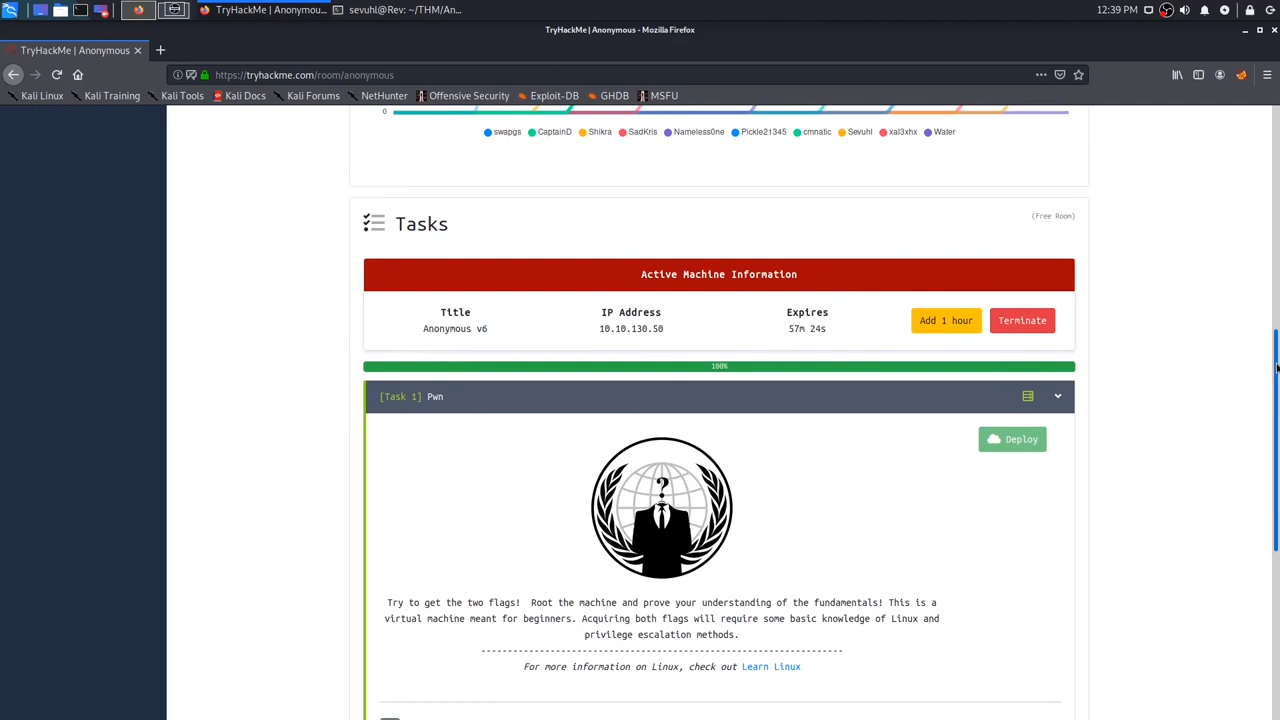 TryHackMe | Anonymou...
sevuhl@Rev: ~/THM/An...
12:39 PM
TryHackMe | Anonymous - Mozilla Firefox
TryHackMe | Anonymous
https://tryhackme.com/room/anonymous
Kali Linux
Kali Training
Kali Tools
Kali Docs
Kali Forums
NetHunter
Offensive Security
Exploit-DB
GHDB
MSFU
0
swapgs CaptainD Shikra SadKris Nameless0ne Pickle21345 cmnatic Sevuhl xal3xhx Water
Tasks
(Free Room)
Active Machine Information
Title IP Address Expires
Anonymous v6 10.10.130.50 57m 24s
Add 1 hour
Terminate
100%
[Task 1] Pwn
Deploy
?
Try to get the two flags!  Root the machine and prove your understanding of the fundamentals! This is a
virtual machine meant for beginners. Acquiring both flags will require some basic knowledge of Linux and
privilege escalation methods.
-------------------------------------------------------------------
For more information on Linux, check out Learn Linux